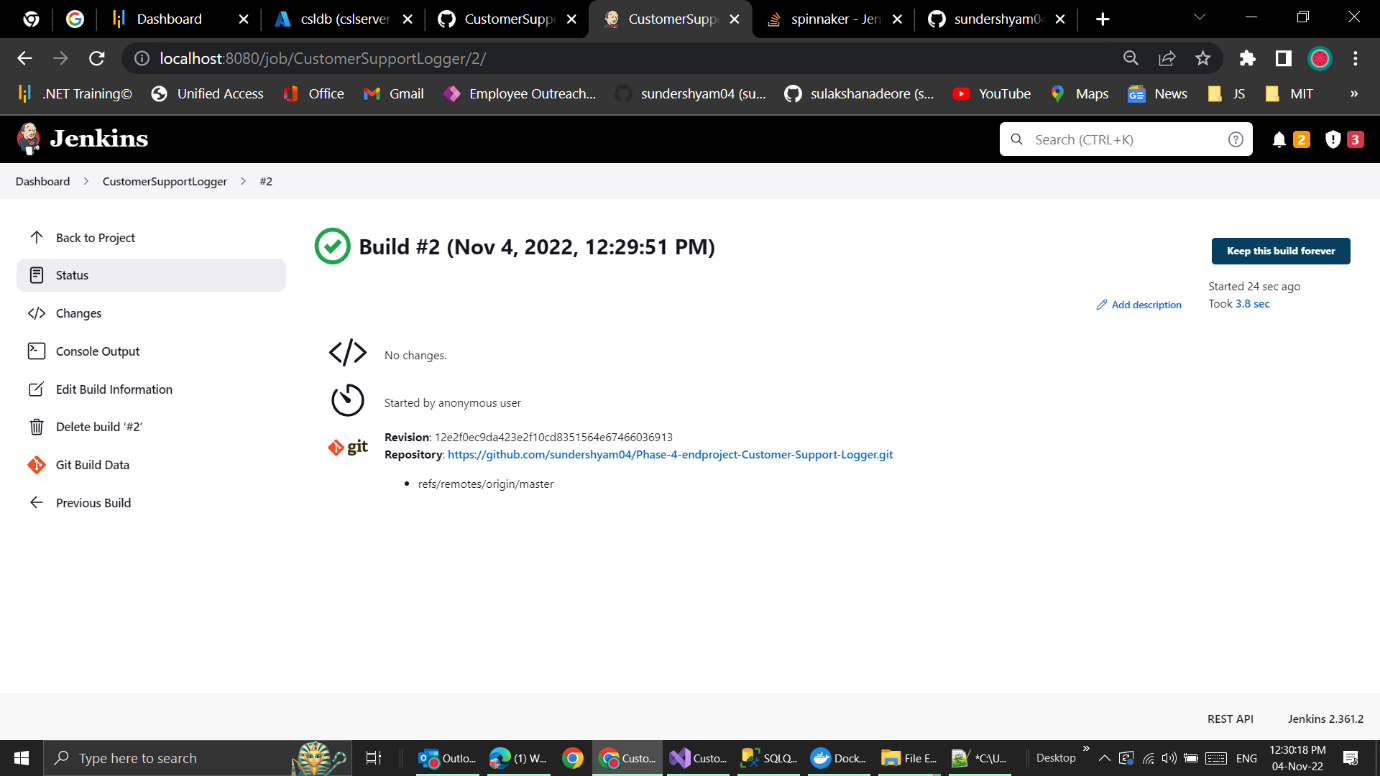 Dashboard
csldb (cslserver
CustomerSuppo
CustomerSuppo
spinnaker - Jen
sundershyam04
localhost:8080/job/CustomerSupportLogger/2/
.NET Training© Unified Access Office Gmail Employee Outreach... sundershyam04 (su... sulakshanadeore (s... YouTube Maps News JS MIT »
Jenkins
Search (CTRL+K)
2
3
Dashboard > CustomerSupportLogger > #2
Back to Project
Status
Changes
Console Output
Edit Build Information
Delete build ‘#2’
Git Build Data
Previous Build
Build #2 (Nov 4, 2022, 12:29:51 PM)
Keep this build forever
Started 24 sec ago
Took 3.8 sec
Add description
No changes.
Started by anonymous user
git
Revision: 12e2f0ec9da423e2f10cd8351564e67466036913
Repository: https://github.com/sundershyam04/Phase-4-endproject-Customer-Support-Logger.git
• refs/remotes/origin/master
REST API Jenkins 2.361.2
Type here to search
Outlo... (1) W... Custo... Custo... SQLQ... Dock... File E... *C:\U... Desktop » ENG
12:30:18 PM
04-Nov-22